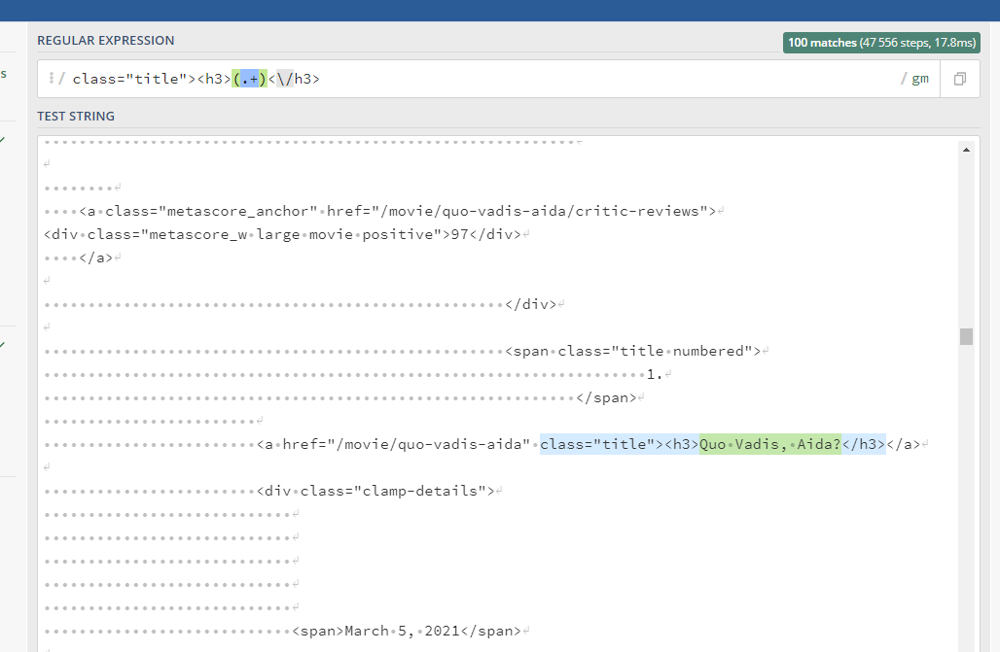 REGULAR EXPRESSION
100 matches (47 556 steps, 17.8ms)
s
/ class="title"><h3>(.+)<\/h3> / gm
TEST STRING
<a class="metascore_anchor" href="/movie/quo-vadis-aida/critic-reviews">
<div class="metascore_w large movie positive">97</div>
</a>
</div>
<span class="title numbered">
1.
</span>
<a href="/movie/quo-vadis-aida" class="title"><h3>Quo Vadis, Aida?</h3></a>
<div class="clamp-details">
<span>March 5, 2021</span>